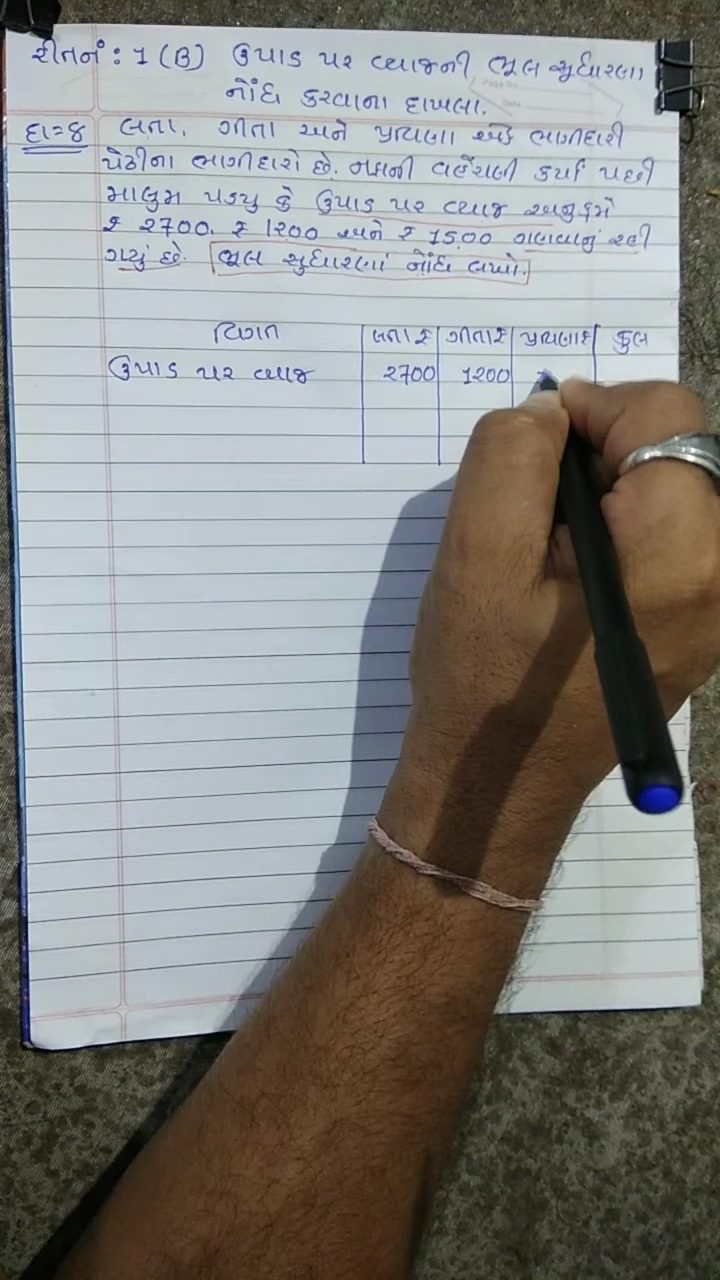 રીતનં : 1 (B) ઉપાડ પર વ્યાજની ભૂલ સુધારણા
નોંધ કરવાના દાખલા.
દા=૪ લતા, ગીતા અને પ્રવિણા એક ભાગીદારી
પેઢીના ભાગીદારો છે. નફાની વહેંચણી કર્યા પછી
માલુમ પડ્યુ કે ઉપાડ પર વ્યાજ અનુક્રમે
₹ 2700, ₹ 1200 અને ₹ 1500 ગણવાનું રહી
ગયું છે. ભૂલ સુધારણાં નોંધ લખો.
વિગત લતા ₹ ગીતા ₹ પ્રવિણા ₹ કુલ
ઉપાડ પર વ્યાજ 2700 1200